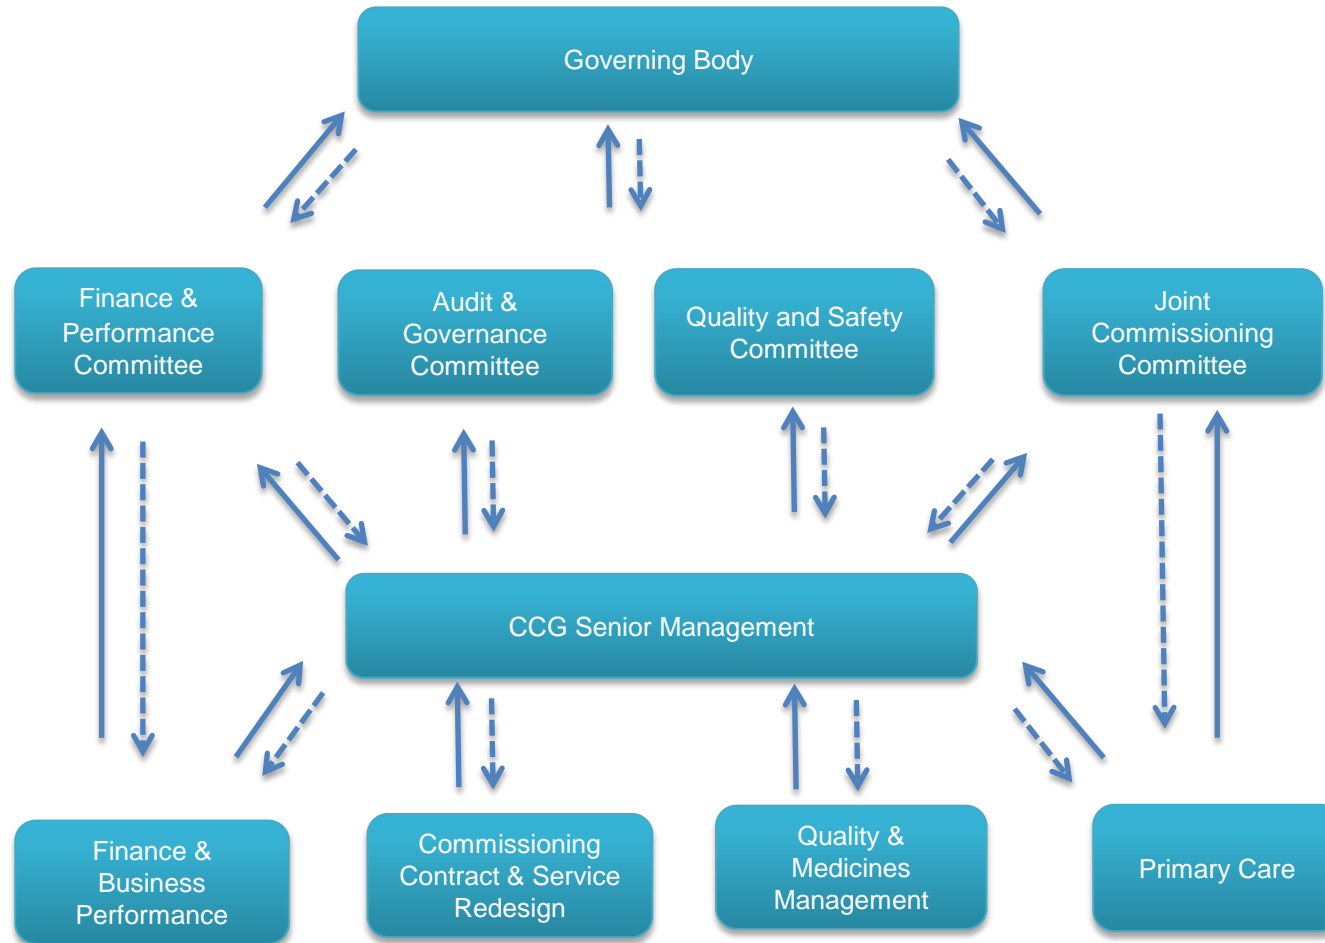 Governing Body
Finance &
Performance
Committee
Audit &
Governance
Committee
Quality and Safety
Committee
Joint
Commissioning
Committee
CCG Senior Management
Finance &
Business
Performance
Commissioning
Contract & Service
Redesign
Quality &
Medicines
Management
Primary Care